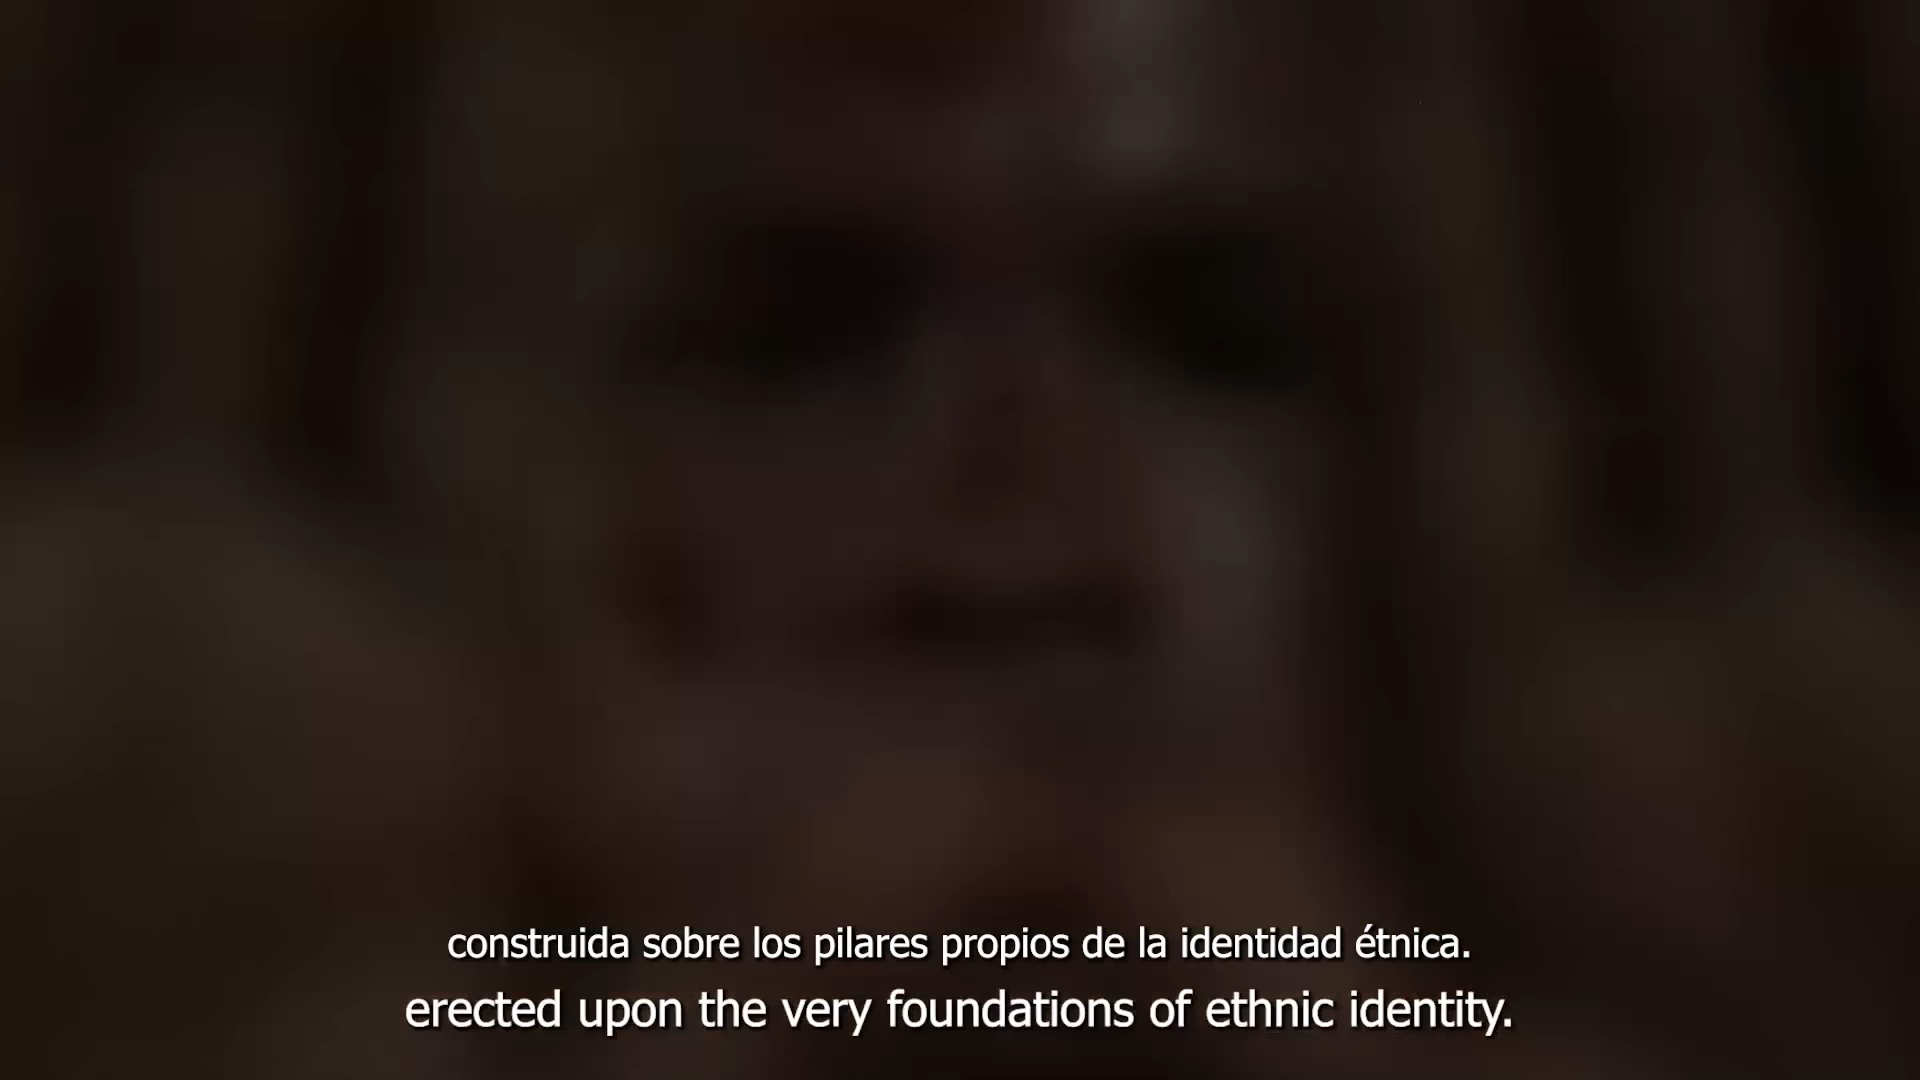 construida sobre los pilares propios de la identidad étnica.
erected upon the very foundations of ethnic identity.